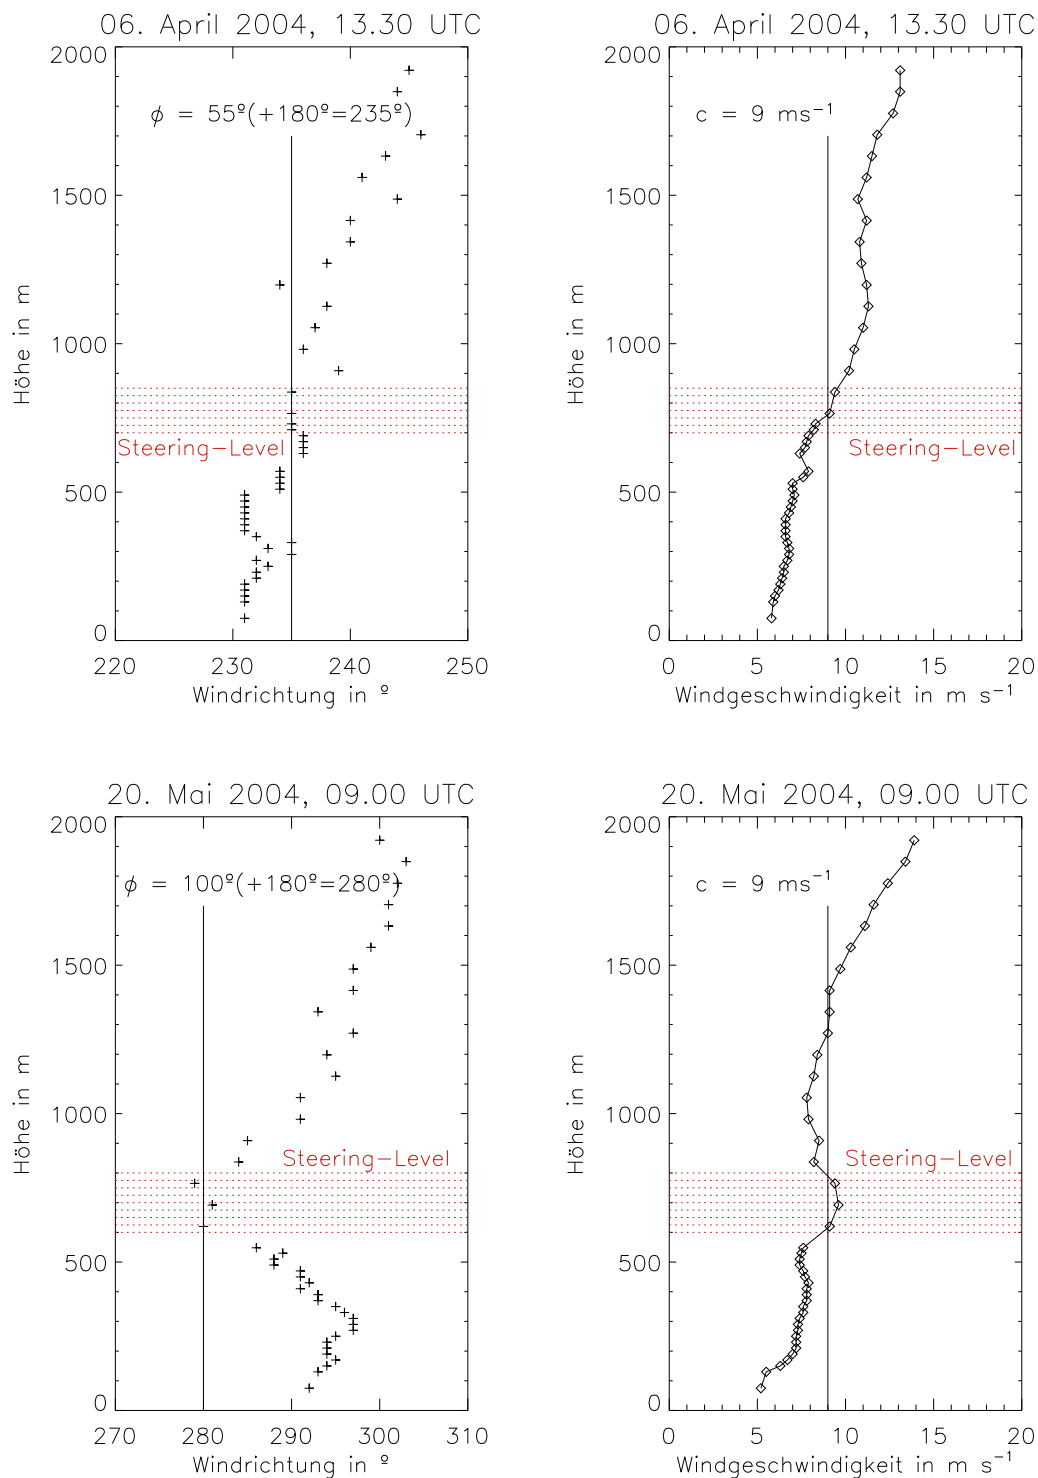 06. April 2004, 13.30 UTC
2000
1500
1000
500
0
Höhe in m
φ = 55º(+180º=235º)
Steering-Level
220 230 240 250
Windrichtung in º
06. April 2004, 13.30 UTC
2000
1500
1000
500
0
Höhe in m
c = 9 ms⁻¹
Steering-Level
0 5 10 15 20
Windgeschwindigkeit in m s⁻¹
20. Mai 2004, 09.00 UTC
2000
1500
1000
500
0
Höhe in m
φ = 100º(+180º=280º)
Steering-Level
270 280 290 300 310
Windrichtung in º
20. Mai 2004, 09.00 UTC
2000
1500
1000
500
0
Höhe in m
c = 9 ms⁻¹
Steering-Level
0 5 10 15 20
Windgeschwindigkeit in m s⁻¹